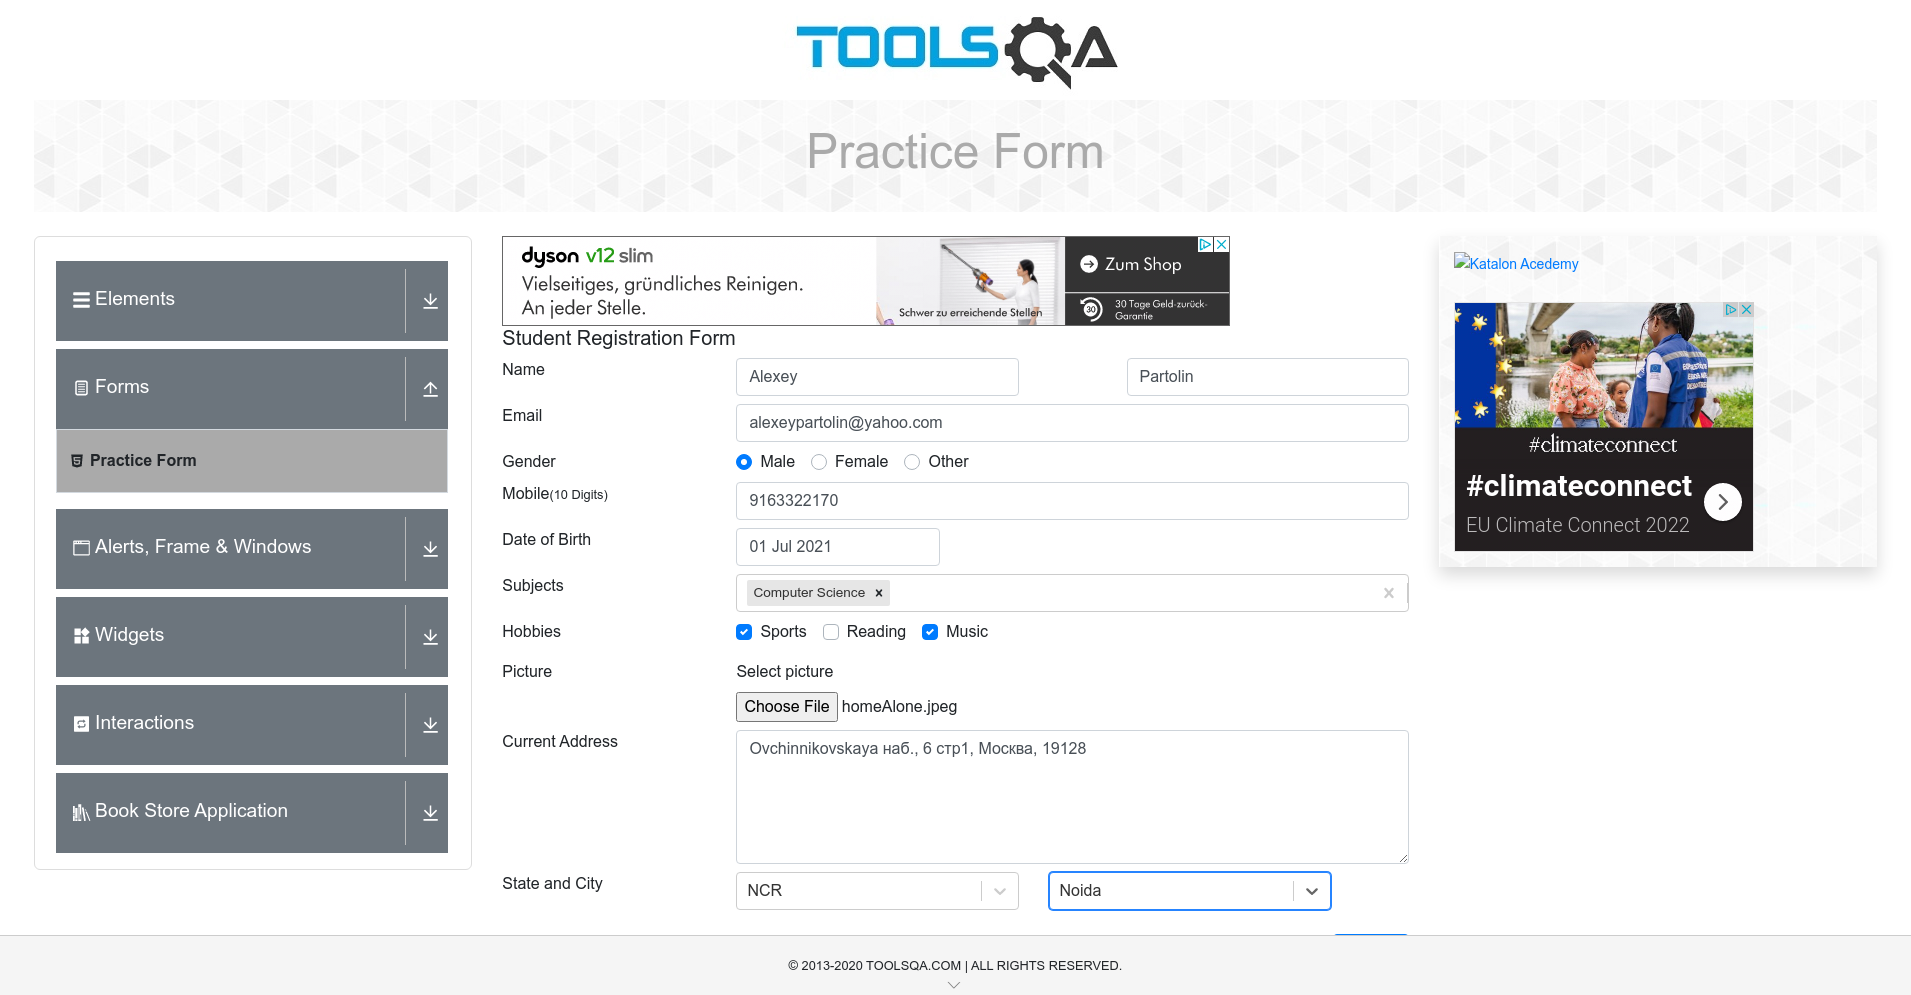 TOOLSQA
Practice Form
Elements
Forms
Practice Form
Alerts, Frame & Windows
Widgets
Interactions
Book Store Application
dyson v12 slim
Vielseitiges, gründliches Reinigen.
An jeder Stelle.
Schwer zu erreichende Stellen
Zum Shop
30
30 Tage Geld-zurück-
Garantie
Student Registration Form
Name Alexey Partolin
Email alexeypartolin@yahoo.com
Gender Male Female Other
Mobile(10 Digits) 9163322170
Date of Birth 01 Jul 2021
Subjects Computer Science
Hobbies Sports Reading Music
Picture Select picture
Choose File homeAlone.jpeg
Current Address Ovchinnikovskaya наб., 6 стр1, Москва, 19128
State and City NCR Noida
Katalon Acedemy
#climateconnect
#climateconnect
EU Climate Connect 2022
© 2013-2020 TOOLSQA.COM | ALL RIGHTS RESERVED.